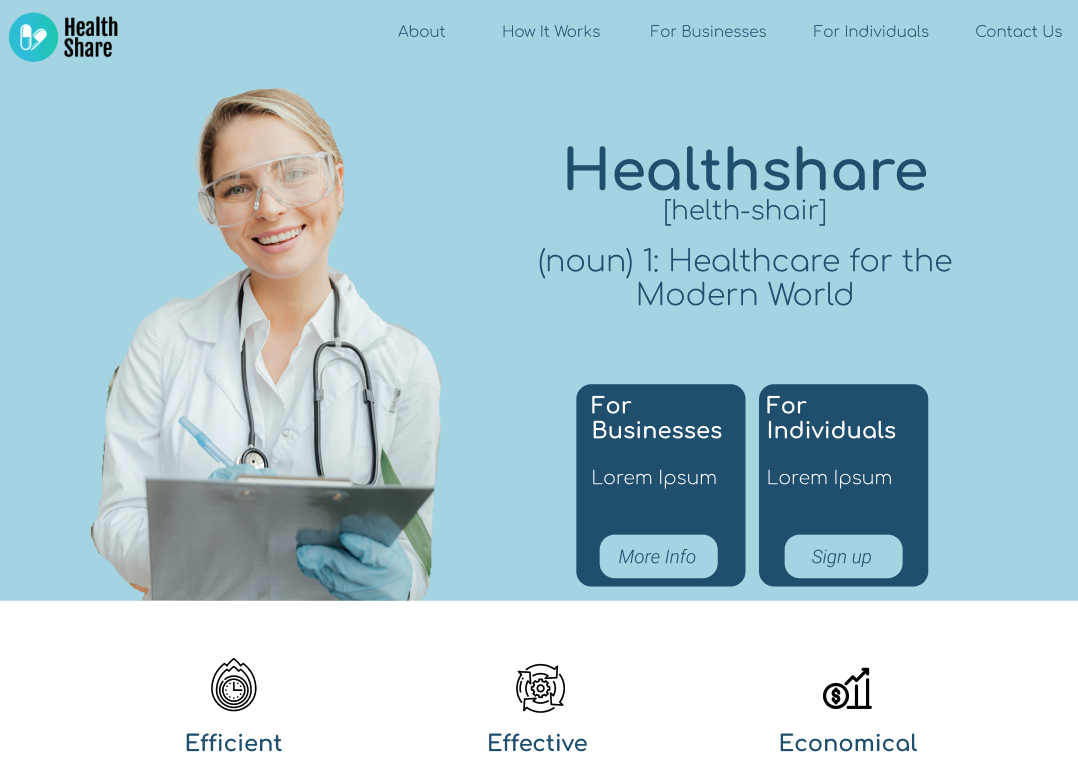 Health
Share
About How It Works For Businesses For Individuals Contact Us
Healthshare
[helth-shair]
(noun) 1: Healthcare for the
Modern World
For
Businesses
Lorem Ipsum
More Info
For
Individuals
Lorem Ipsum
Sign up
Efficient
Effective
Economical